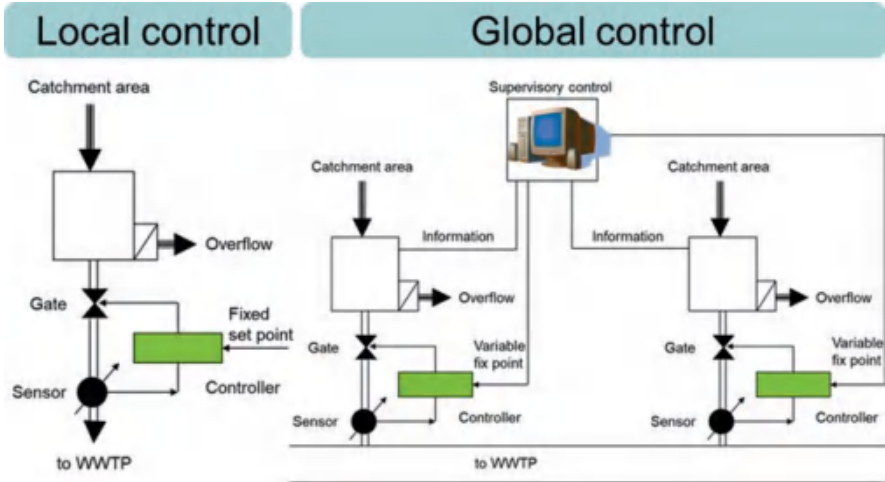 Local control
Global control
Catchment area
Overflow
Gate
Fixed
set point
Sensor
Controller
to WWTP
Supervisory control
Catchment area
Catchment area
Information
Information
Overflow
Overflow
Gate
Variable
fix point
Gate
Variable
fix point
Sensor
Controller
Sensor
Controller
to WWTP